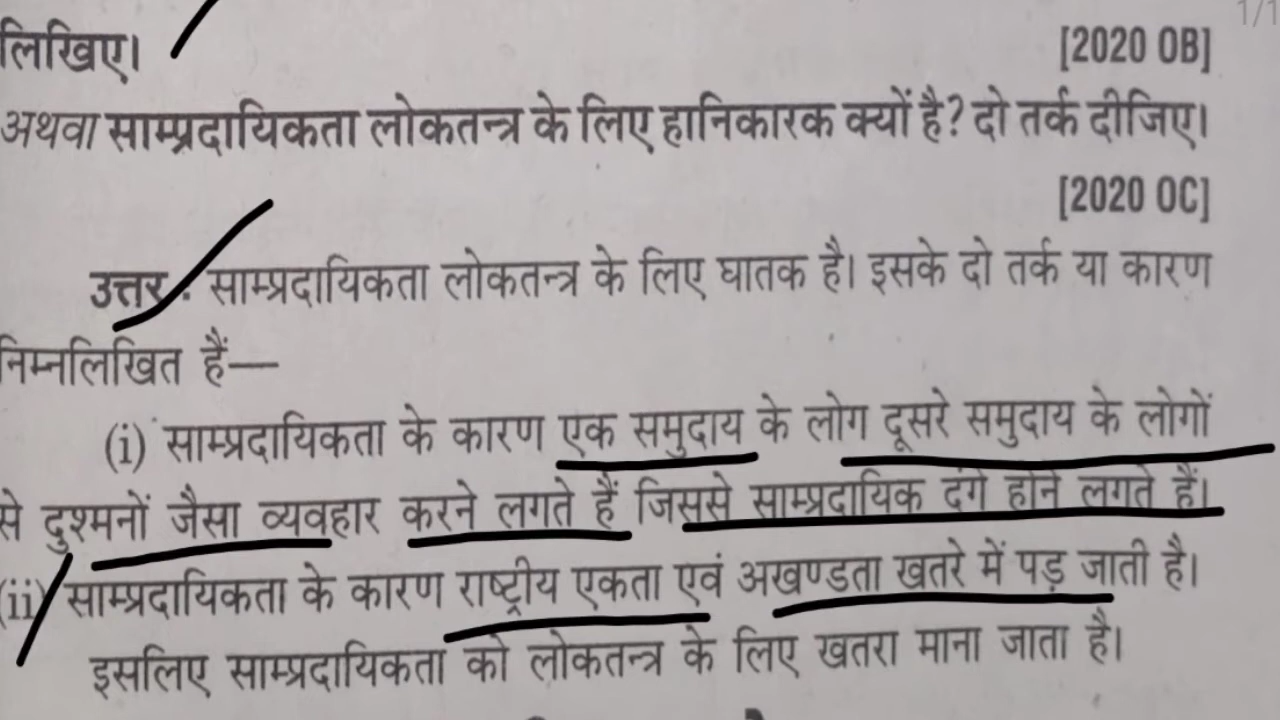 लिखिए।
[2020 OB]
1/1
अथवा साम्प्रदायिकता लोकतन्त्र के लिए हानिकारक क्यों है? दो तर्क दीजिए।
[2020 OC]
उत्तर : साम्प्रदायिकता लोकतन्त्र के लिए घातक है। इसके दो तर्क या कारण
निम्नलिखित हैं—
(i) साम्प्रदायिकता के कारण एक समुदाय के लोग दूसरे समुदाय के लोगों
से दुश्मनों जैसा व्यवहार करने लगते हैं जिससे साम्प्रदायिक दंगे होने लगते हैं।
(ii) साम्प्रदायिकता के कारण राष्ट्रीय एकता एवं अखण्डता खतरे में पड़ जाती है।
इसलिए साम्प्रदायिकता को लोकतन्त्र के लिए खतरा माना जाता है।